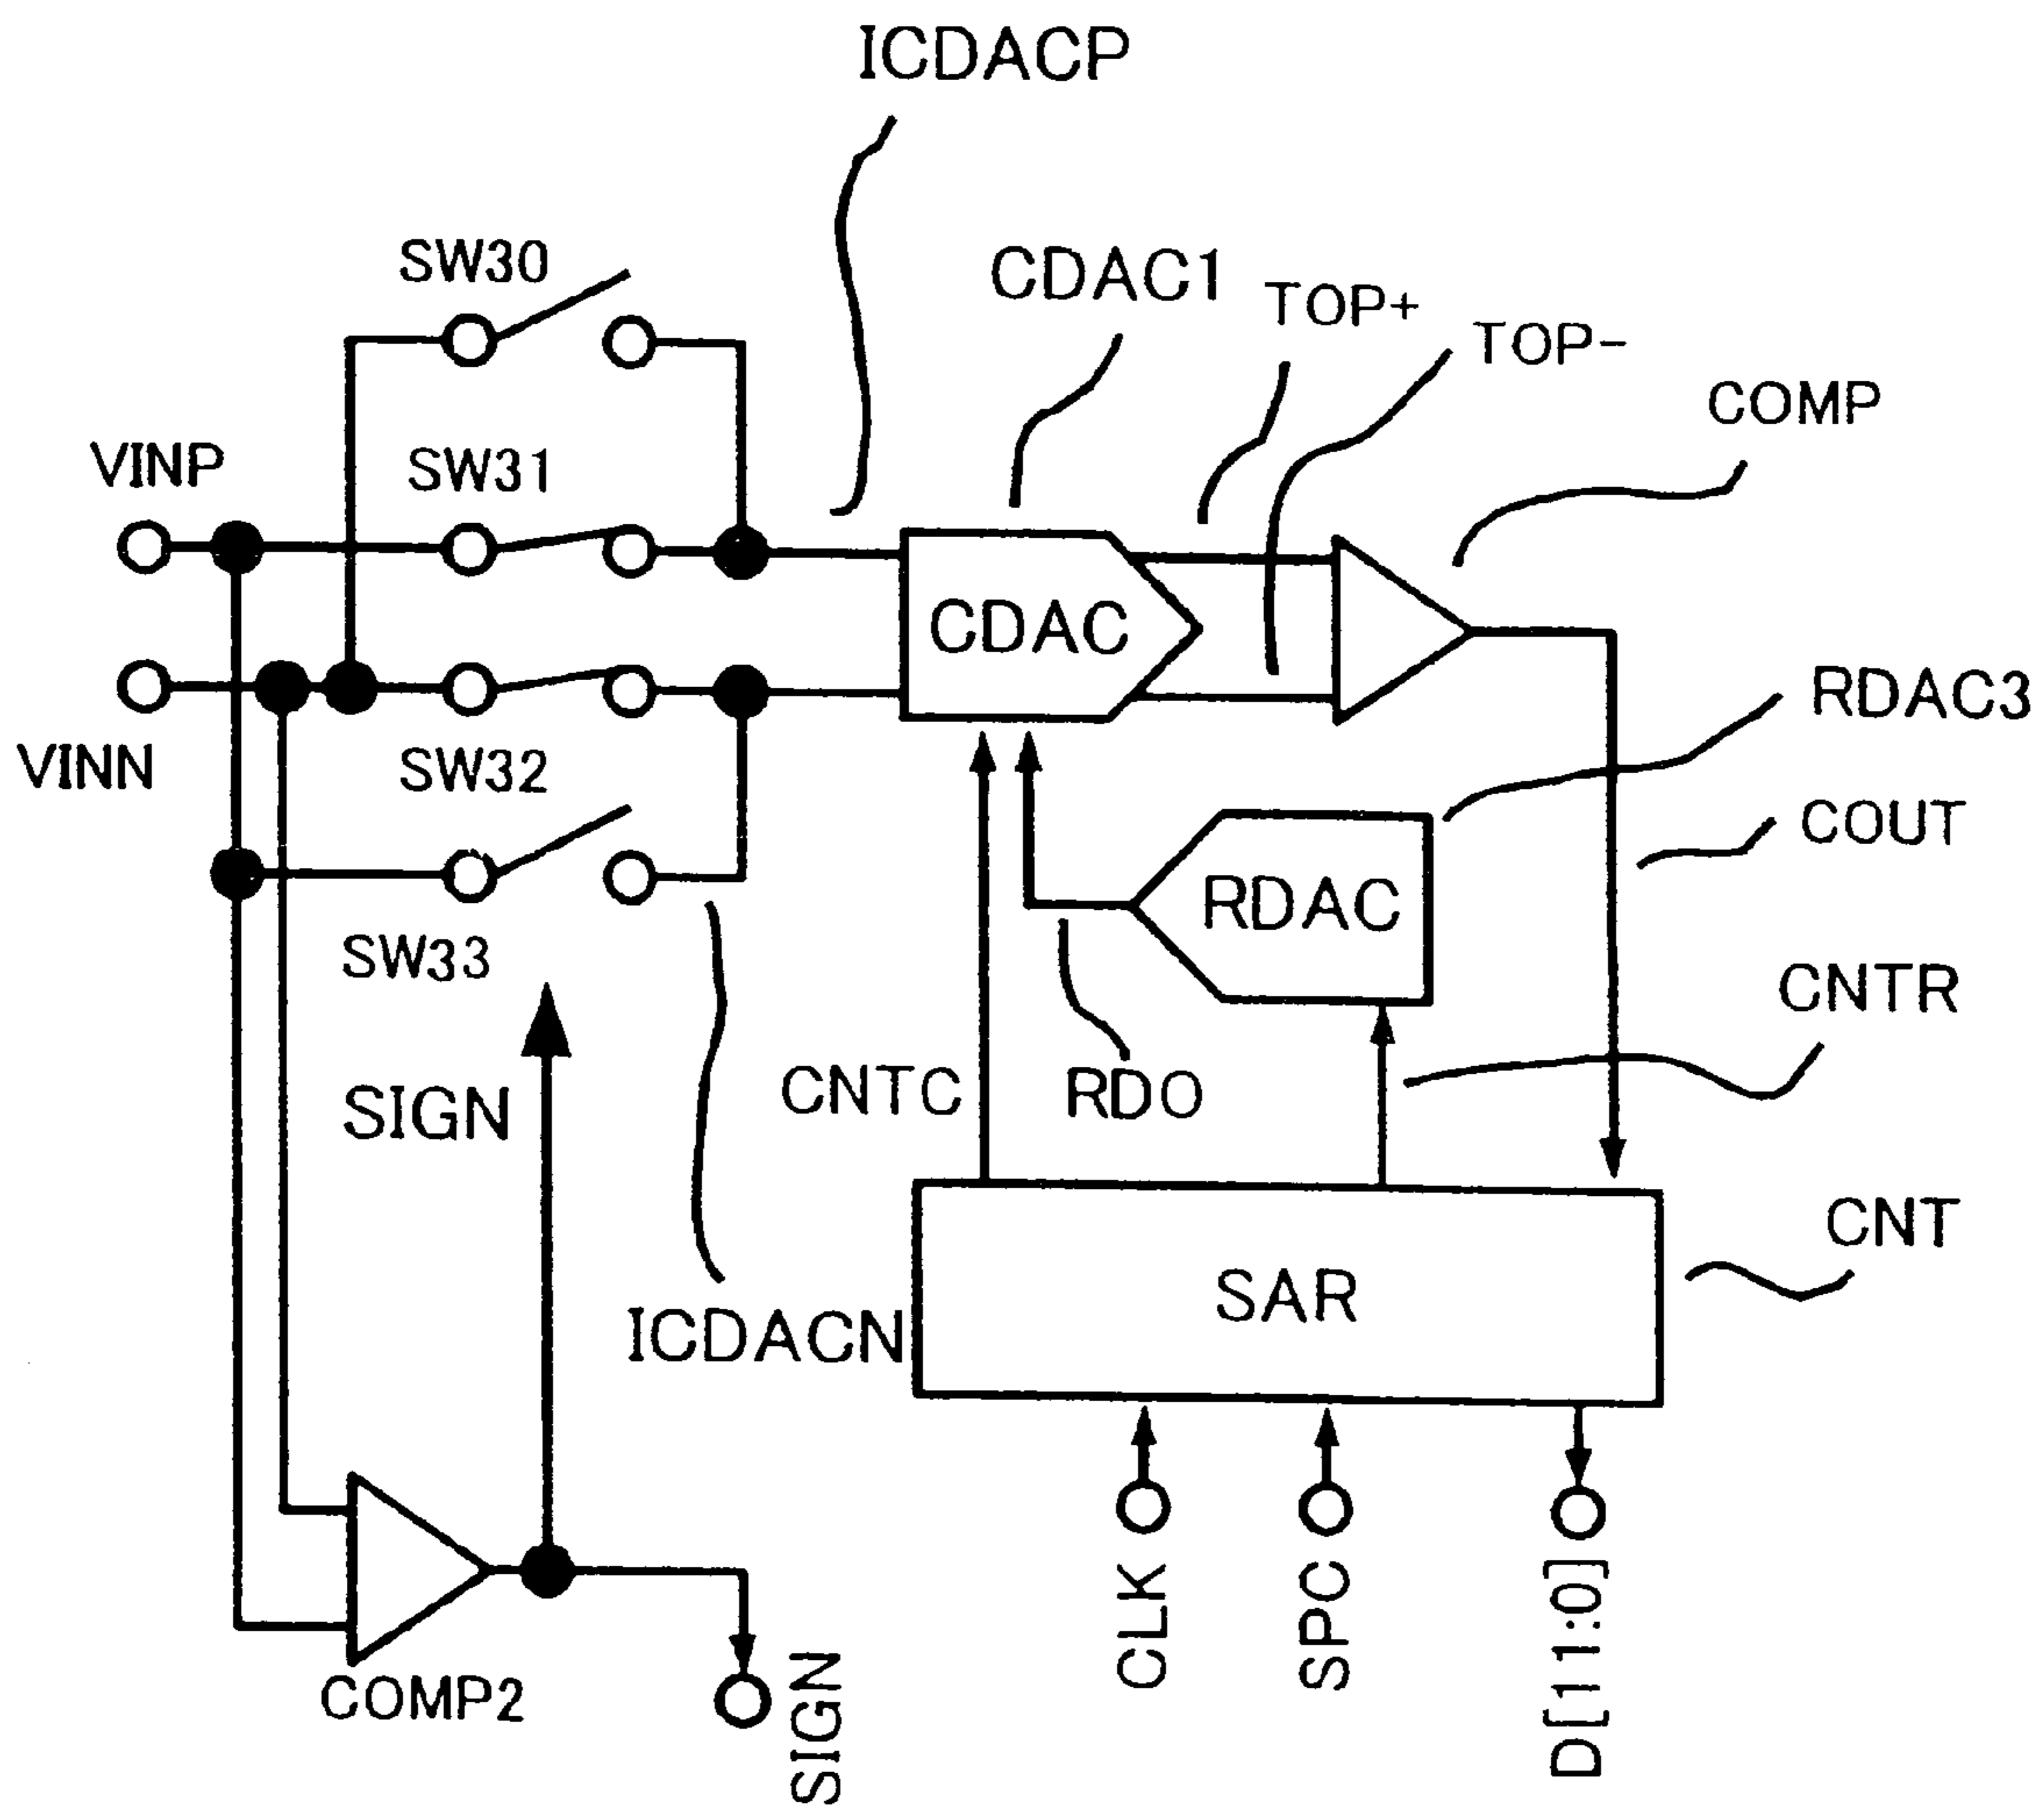 ICDACP
SW30
CDAC1
TOP+
TOP-
COMP
VINP
SW31
CDAC
RDAC3
VINN
SW32
COUT
RDAC
SW33
CNTR
CNTC
RDO
SIGN
CNT
SAR
ICDACN
CLK
SPC
D[11:0]
COMP2
SIGN